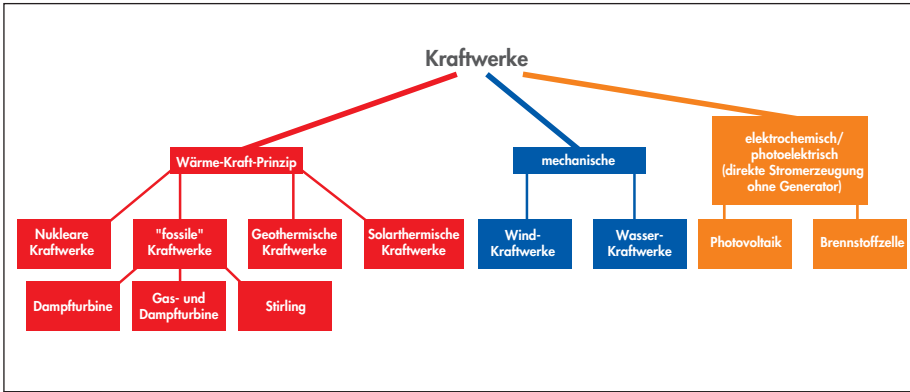 Kraftwerke
Wärme-Kraft-Prinzip
mechanische
elektrochemisch/
photoelektrisch
(direkte Stromerzeugung
ohne Generator)
Nukleare
Kraftwerke
"fossile"
Kraftwerke
Geothermische
Kraftwerke
Solarthermische
Kraftwerke
Wind-
Kraftwerke
Wasser-
Kraftwerke
Photovoltaik
Brennstoffzelle
Dampfturbine
Gas- und
Dampfturbine
Stirling